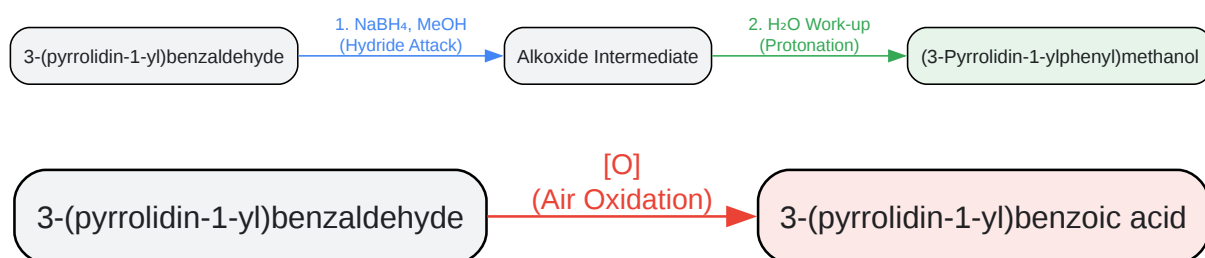 1. NaBH₄, MeOH
(Hydride Attack)
2. H₂O Work-up
(Protonation)
3-(pyrrolidin-1-yl)benzaldehyde
Alkoxide Intermediate
(3-Pyrrolidin-1-ylphenyl)methanol
[O]
(Air Oxidation)
3-(pyrrolidin-1-yl)benzaldehyde
3-(pyrrolidin-1-yl)benzoic acid